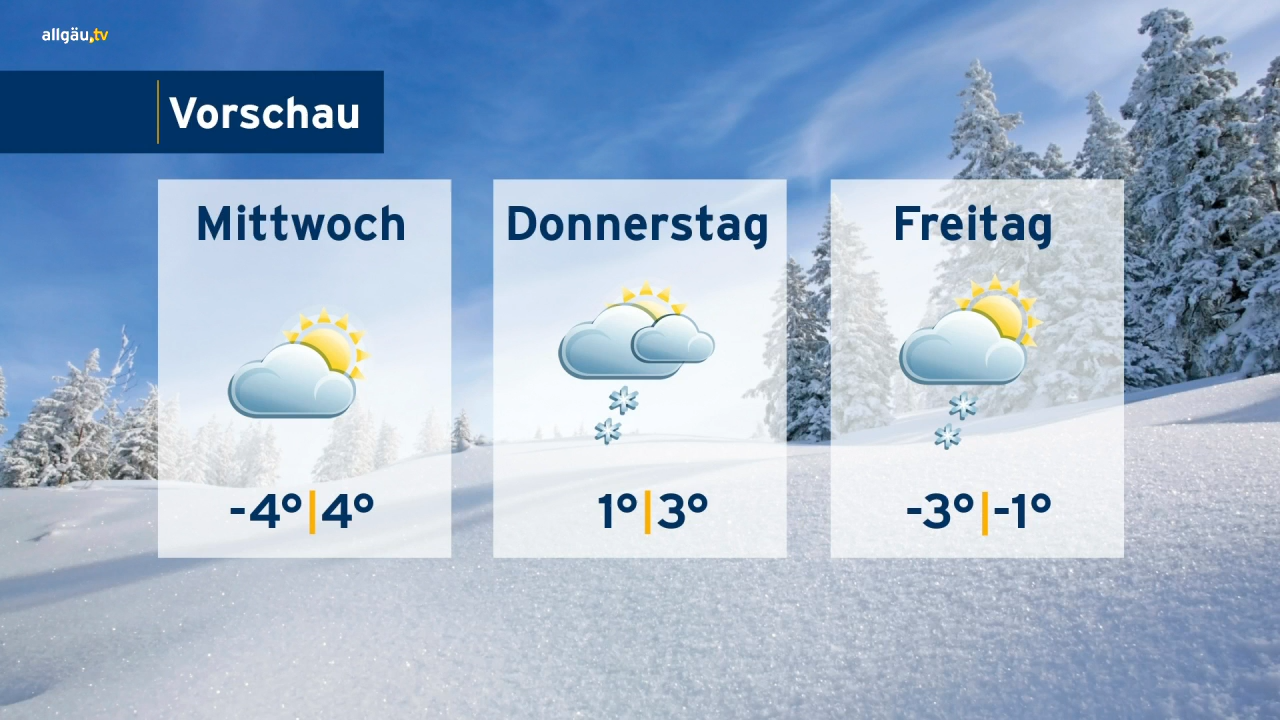 allgäu.tv
Vorschau
Mittwoch
-4°|4°
Donnerstag
1°|3°
Freitag
-3°|-1°